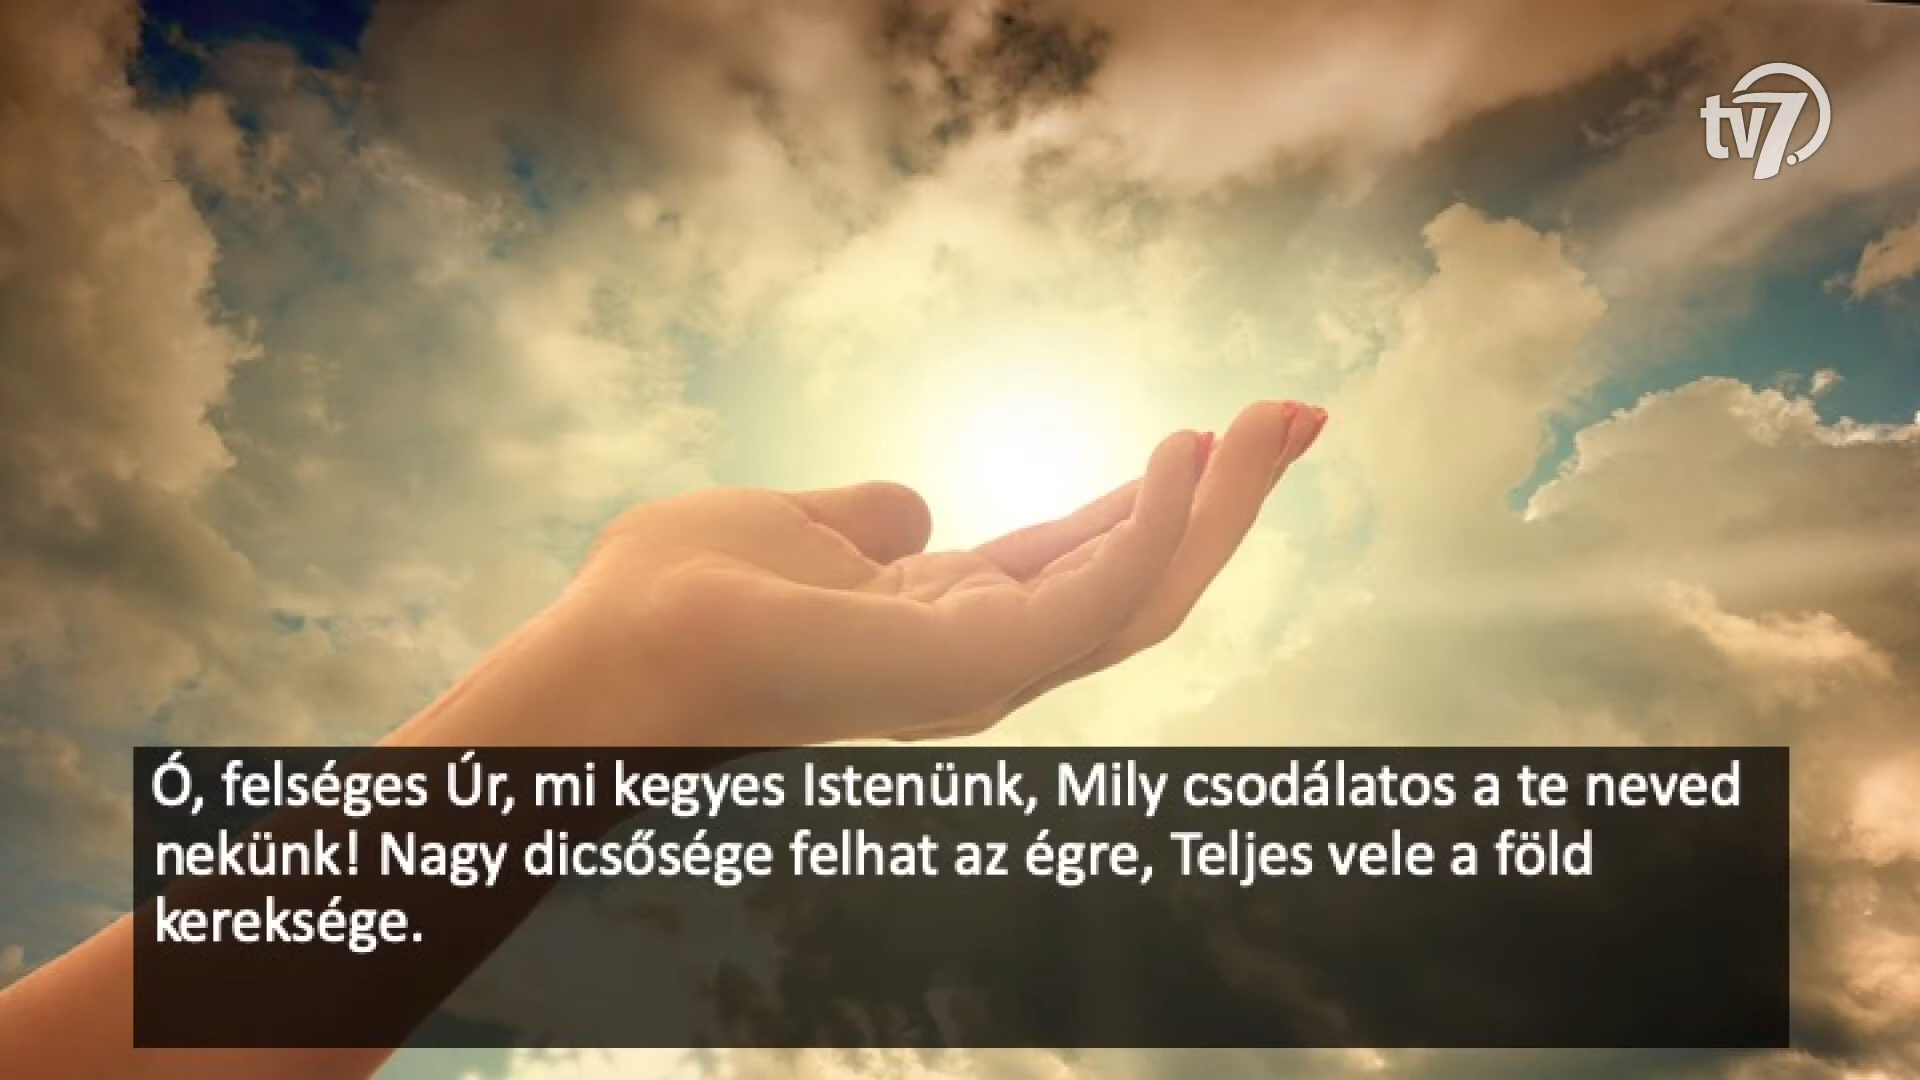 tv7
Ó, felséges Úr, mi kegyes Istenünk, Mily csodálatos a te neved
nekünk! Nagy dicsősége felhat az égre, Teljes vele a föld
kereksége.